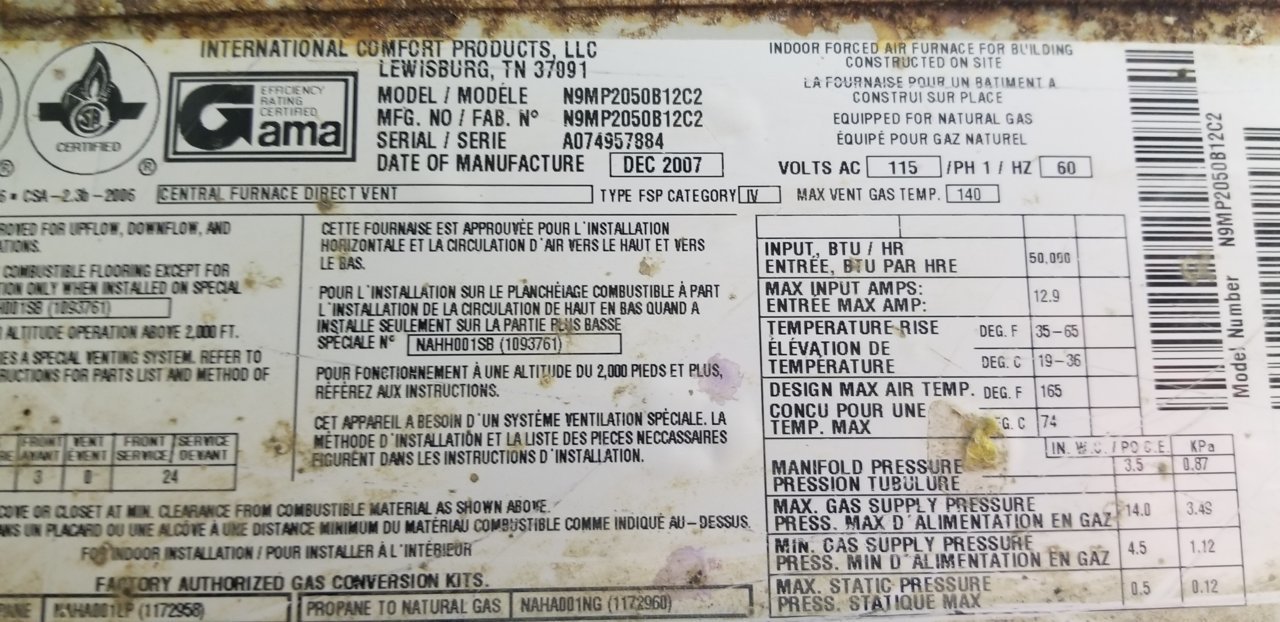 INTERNATIONAL COMFORT PRODUCTS, LLC
LEWISBURG, TN 37091
EFFICIENCY
RATING
CERTIFIED
Gama
CERTIFIED
MODEL / MODÈLE N9MP2050B12C2
MFG. NO / FAB. N° N9MP2050B12C2
SERIAL / SERIE A074957884
DATE OF MANUFACTURE DEC 2007
INDOOR FORCED AIR FURNACE FOR BUILDING
CONSTRUCTED ON SITE
LA FOURNAISE POUR UN BATIMENT A
CONSTRUI SUR PLACE
EQUIPPED FOR NATURAL GAS
ÉQUIPÉ POUR GAZ NATUREL
VOLTS AC 115 /PH 1 / HZ 60
CSA-2.3b-2006 CENTRAL FURNACE DIRECT VENT TYPE FSP CATEGORY IV MAX VENT GAS TEMP. 140
FOR UPFLOW, DOWNFLOW, AND
COMBUSTIBLE FLOORING EXCEPT FOR
ONLY WHEN INSTALLED ON SPECIAL
(1093761)
ALTITUDE OPERATION ABOVE 2,000 FT.
A SPECIAL VENTING SYSTEM. REFER TO
FOR PARTS LIST AND METHOD OF
FRONT VENT FRONT SERVICE
AVANT EVENT SERVICE DEVANT
3 0 24
CETTE FOURNAISE EST APPROUVÉE POUR L'INSTALLATION
HORIZONTALE ET LA CIRCULATION D'AIR VERS LE HAUT ET VERS
LE BAS.
POUR L'INSTALLATION SUR LE PLANCHÉIAGE COMBUSTIBLE À PART
L'INSTALLATION DE LA CIRCULATION DE HAUT EN BAS QUAND A
INSTALLE SEULEMENT SUR LA PARTIE PLUS BASSE
SPÉCIALE N° NAHH001SB (1093761)
POUR FONCTIONNEMENT À UNE ALTITUDE DU 2,000 PIEDS ET PLUS,
RÉFÉREZ AUX INSTRUCTIONS.
CET APPAREIL A BESOIN D'UN SYSTÈME VENTILATION SPÉCIALE. LA
MÉTHODE D'INSTALLATION ET LA LISTE DES PIECES NECCASSAIRES
FIGURENT DANS LES INSTRUCTIONS D'INSTALLATION.
OR CLOSET AT MIN. CLEARANCE FROM COMBUSTIBLE MATERIAL AS SHOWN ABOVE.
UN PLACARD OU UNE ALCÔVE À UNE DISTANCE MINIMUM DU MATÉRIAU COMBUSTIBLE COMME INDIQUÉ AU-DESSUS.
FOR INDOOR INSTALLATION / POUR INSTALLER À L'INTÉRIEUR
FACTORY AUTHORIZED GAS CONVERSION KITS.
NAHA001LP (1172958) PROPANE TO NATURAL GAS NAHA001NG (1172960)
INPUT, BTU / HR
ENTRÉE, BTU PAR HRE 50,000
MAX INPUT AMPS:
ENTRÉE MAX AMP: 12.9
TEMPERATURE RISE DEG. F 35-65
ÉLÉVATION DE
TEMPÉRATURE DEG. C 19-36
DESIGN MAX AIR TEMP. DEG. F 165
CONCU POUR UNE
TEMP. MAX C 74
IN. W.C. / PO C.E. KPa
MANIFOLD PRESSURE 3.5 0.87
PRESSION TUBULURE
MAX. GAS SUPPLY PRESSURE
PRESS. MAX D'ALIMENTATION EN GAZ 14.0 3.48
MIN. GAS SUPPLY PRESSURE
PRESS. MIN D'ALIMENTATION EN GAZ 4.5 1.12
MAX. STATIC PRESSURE
PRESS. STATIQUE MAX 0.5 0.12
Model Number N9MP2050B12C2